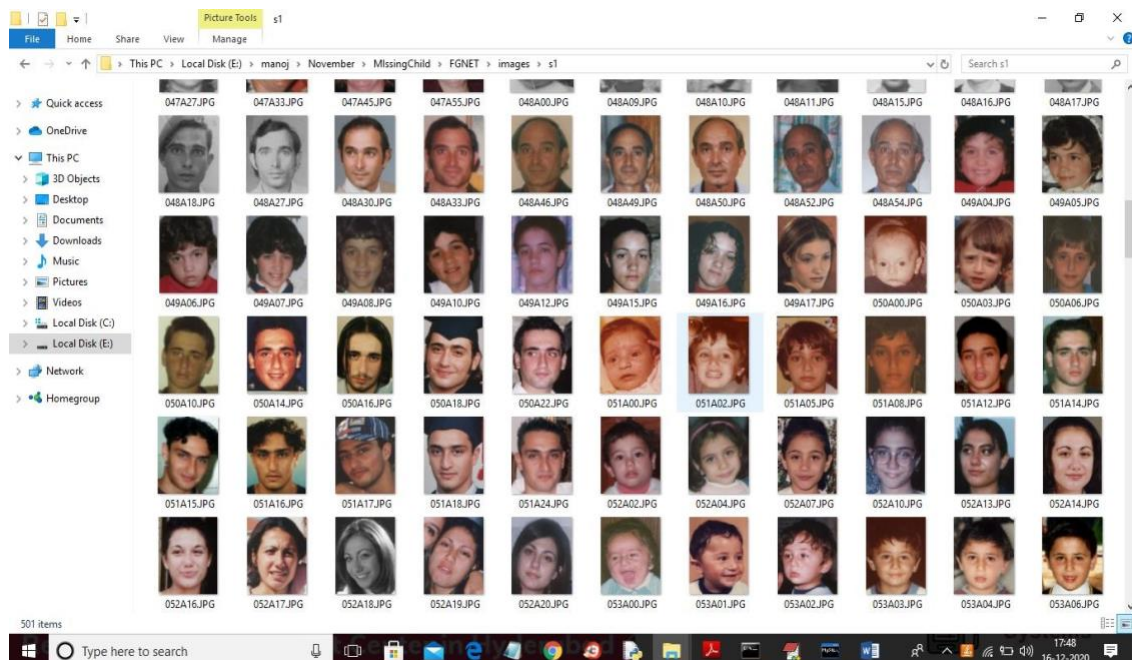 Picture Tools s1
File Home Share View Manage
This PC Local Disk (E:) manoj November MIssingChild FGNET images s1 Search s1
Quick access
OneDrive
This PC
3D Objects
Desktop
Documents
Downloads
Music
Pictures
Videos
Local Disk (C:)
Local Disk (E:)
Network
Homegroup
047A27.JPG 047A33.JPG 047A45.JPG 047A55.JPG 048A00.JPG 048A09.JPG 048A10.JPG 048A11.JPG 048A15.JPG 048A16.JPG 048A17.JPG
048A18.JPG 048A27.JPG 048A30.JPG 048A33.JPG 048A46.JPG 048A49.JPG 048A50.JPG 048A52.JPG 048A54.JPG 049A04.JPG 049A05.JPG
049A06.JPG 049A07.JPG 049A08.JPG 049A10.JPG 049A12.JPG 049A15.JPG 049A16.JPG 049A17.JPG 050A00.JPG 050A03.JPG 050A06.JPG
050A10.JPG 050A14.JPG 050A16.JPG 050A18.JPG 050A22.JPG 051A00.JPG 051A02.JPG 051A05.JPG 051A08.JPG 051A12.JPG 051A14.JPG
051A15.JPG 051A16.JPG 051A17.JPG 051A18.JPG 051A24.JPG 052A02.JPG 052A04.JPG 052A07.JPG 052A10.JPG 052A13.JPG 052A14.JPG
052A16.JPG 052A17.JPG 052A18.JPG 052A19.JPG 052A20.JPG 053A00.JPG 053A01.JPG 053A02.JPG 053A03.JPG 053A04.JPG 053A06.JPG
501 items
Type here to search 17:48
16-12-2020